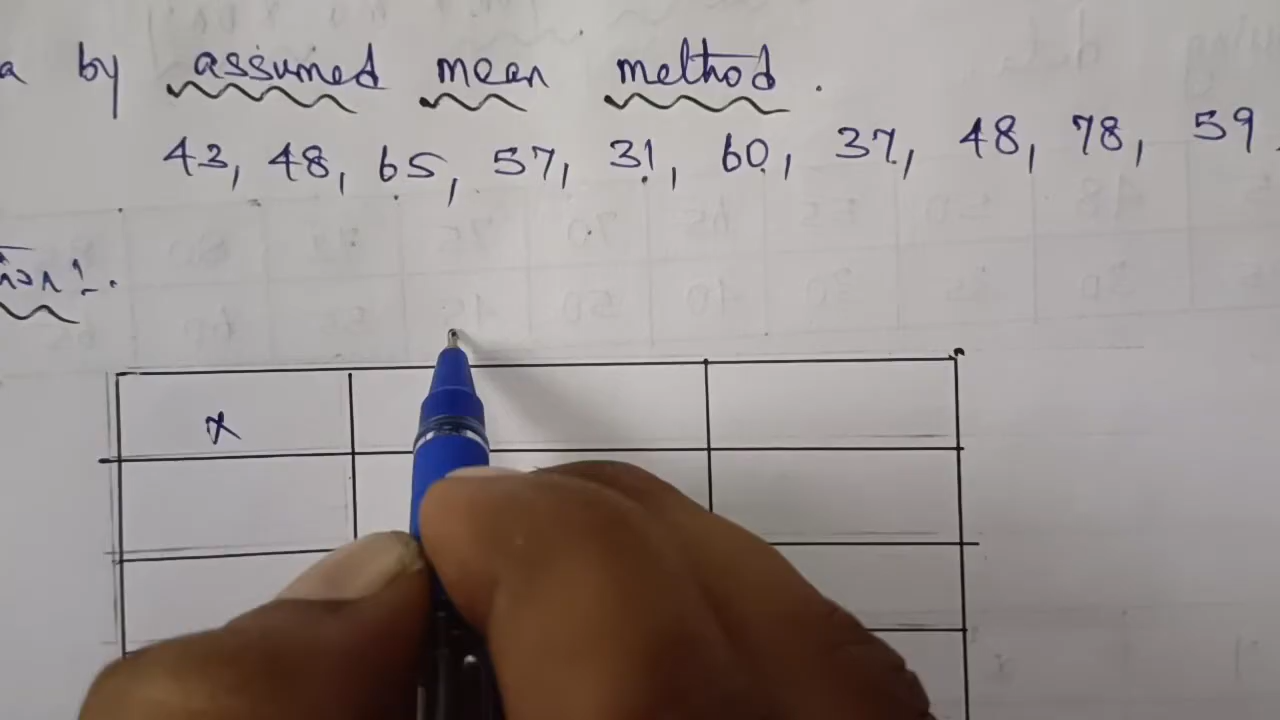 a by assumed mean method.
43, 48, 65, 57, 31, 60, 37, 48, 78, 59.
x